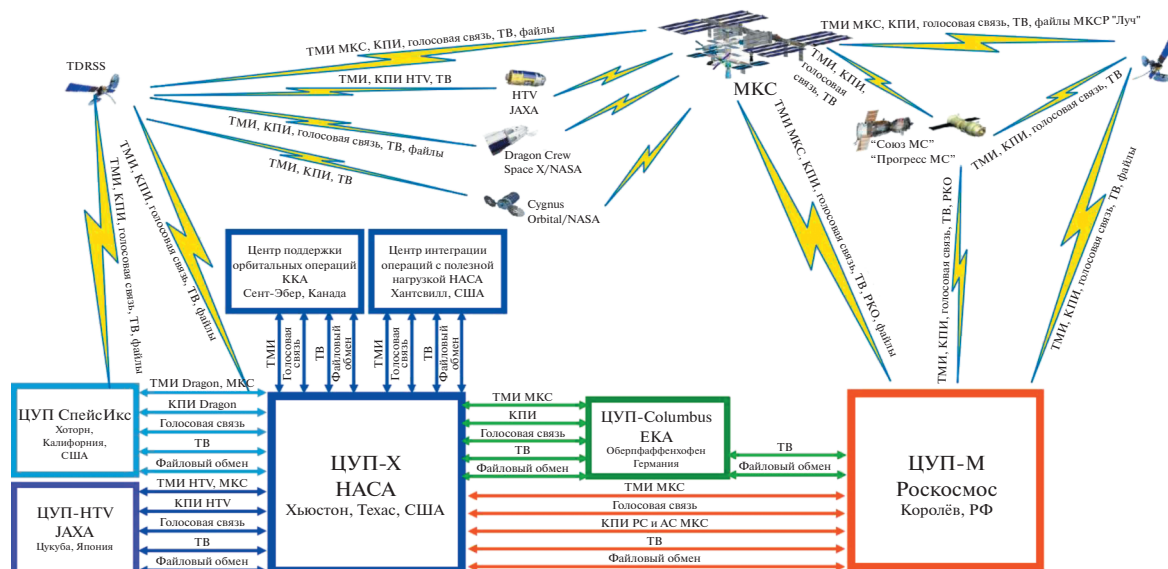 ТМИ МКС, КПИ, голосовая связь, ТВ, файлы
ТМИ МКС, КПИ, голосовая связь, ТВ, файлы МКСР "Луч"
TDRSS
ТМИ, КПИ HTV, ТВ
HTV
JAXA
МКС
ТМИ, КПИ,
голосовая
связь, ТВ
ТМИ, КПИ, голосовая связь, ТВ, файлы
Dragon Crew
Space X/NASA
“Союз МС”
“Прогресс МС”
ТМИ, КПИ, голосовая связь, ТВ
ТМИ, КПИ, ТВ
Cygnus
Orbital/NASA
ТМИ, КПИ, голосовая связь, ТВ, файлы
ТМИ, КПИ, голосовая связь, ТВ, файлы
ТМИ МКС, КПИ, голосовая связь, ТВ, РКО, файлы
ТМИ, КПИ, голосовая связь, ТВ, РКО
ТМИ, КПИ, голосовая связь, ТВ, файлы
Центр поддержки
орбитальных операций
ККА
Сент-Эбер, Канада
Центр интеграции
операций с полезной
нагрузкой НАСА
Хантсвилл, США
ТМИ
Голосовая
связь
ТВ
Файловый
обмен
ТМИ
Голосовая
связь
ТВ
Файловый
обмен
ЦУП СпейсИкс
Хоторн,
Калифорния,
США
ТМИ Dragon, МКС
КПИ Dragon
Голосовая связь
ТВ
Файловый обмен
ЦУП-HTV
JAXA
Цукуба, Япония
ТМИ HTV, МКС
КПИ HTV
Голосовая связь
ТВ
Файловый обмен
ЦУП-Х
НАСА
Хьюстон, Техас, США
ТМИ МКС
КПИ
Голосовая связь
ТВ
Файловый обмен
ЦУП-Columbus
ЕКА
Оберпфаффенхофен
Германия
ТВ
Файловый обмен
ТМИ МКС
Голосовая связь
КПИ РС и АС МКС
ТВ
Файловый обмен
ЦУП-М
Роскосмос
Королёв, РФ